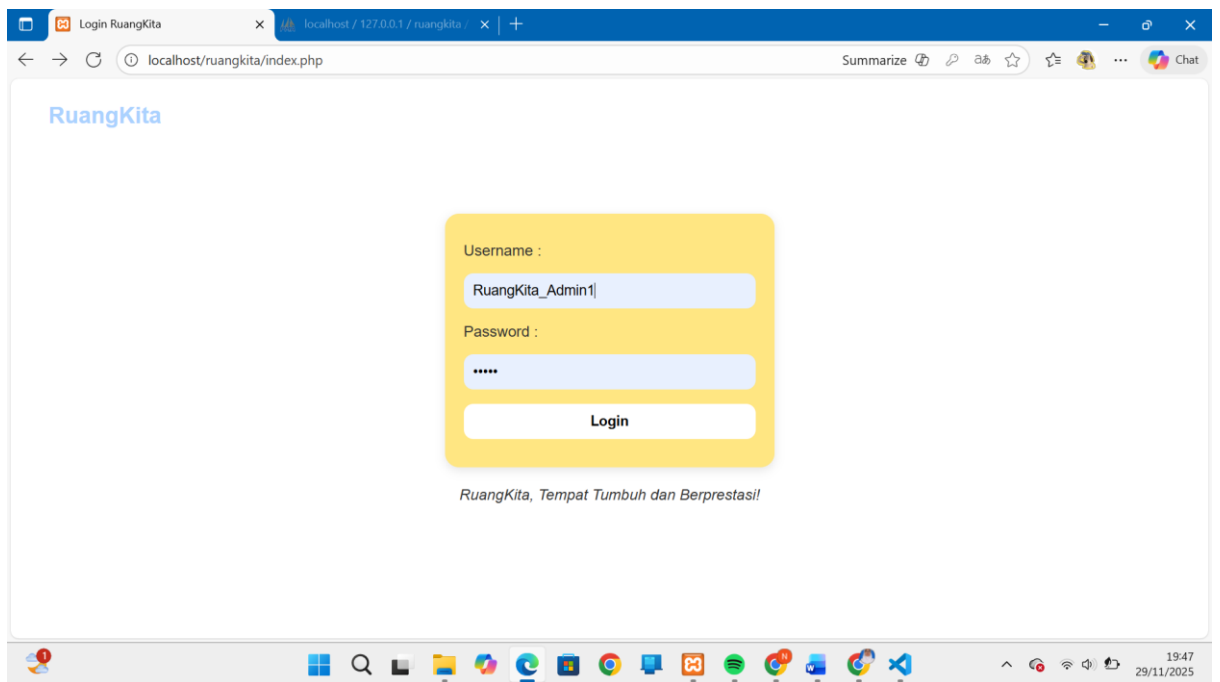 Login RuangKita
localhost / 127.0.0.1 / ruangkita /
localhost/ruangkita/index.php
Summarize
Chat
RuangKita
Username :
RuangKita_Admin1
Password :
•••••
Login
RuangKita, Tempat Tumbuh dan Berprestasi!
1
19:47
29/11/2025